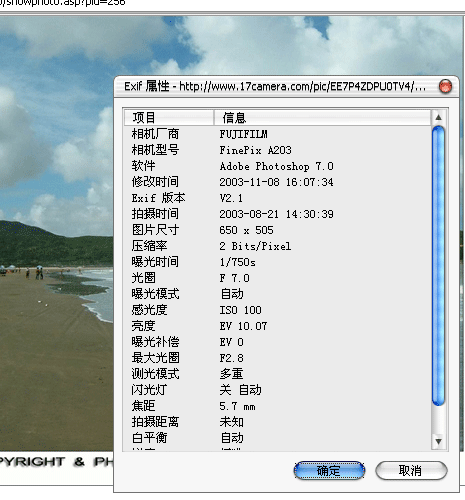 /showphoto.asp?pid=256
Exif 属性 - http://www.17camera.com/pic/EE7P4ZDPU0TV4/...
项目 信息
相机厂商 FUJIFILM
相机型号 FinePix A203
软件 Adobe Photoshop 7.0
修改时间 2003-11-08 16:07:34
Exif 版本 V2.1
拍摄时间 2003-08-21 14:30:39
图片尺寸 650 x 505
压缩率 2 Bits/Pixel
曝光时间 1/750s
光圈 F 7.0
曝光模式 自动
感光度 ISO 100
亮度 EV 10.07
曝光补偿 EV 0
最大光圈 F2.8
测光模式 多重
闪光灯 关 自动
焦距 5.7 mm
拍摄距离 未知
白平衡 自动
PYRIGHT & PH
确定 取消